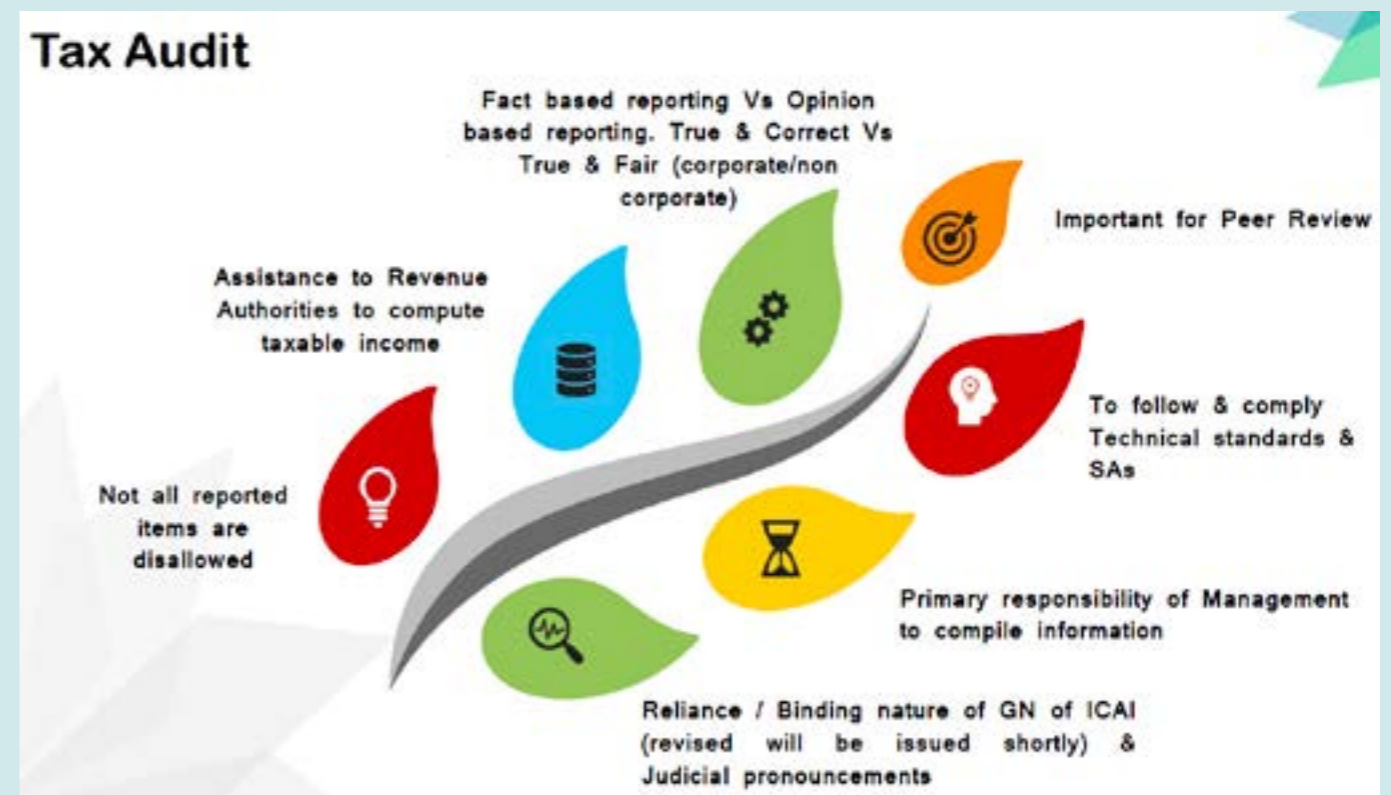 Tax Audit
Fact based reporting Vs Opinion
based reporting. True & Correct Vs
True & Fair (corporate/non
corporate)
Important for Peer Review
Assistance to Revenue
Authorities to compute
taxable income
To follow & comply
Technical standards &
SAs
Not all reported
items are
disallowed
Primary responsibility of Management
to compile information
Reliance / Binding nature of GN of ICAI
(revised will be issued shortly) &
Judicial pronouncements